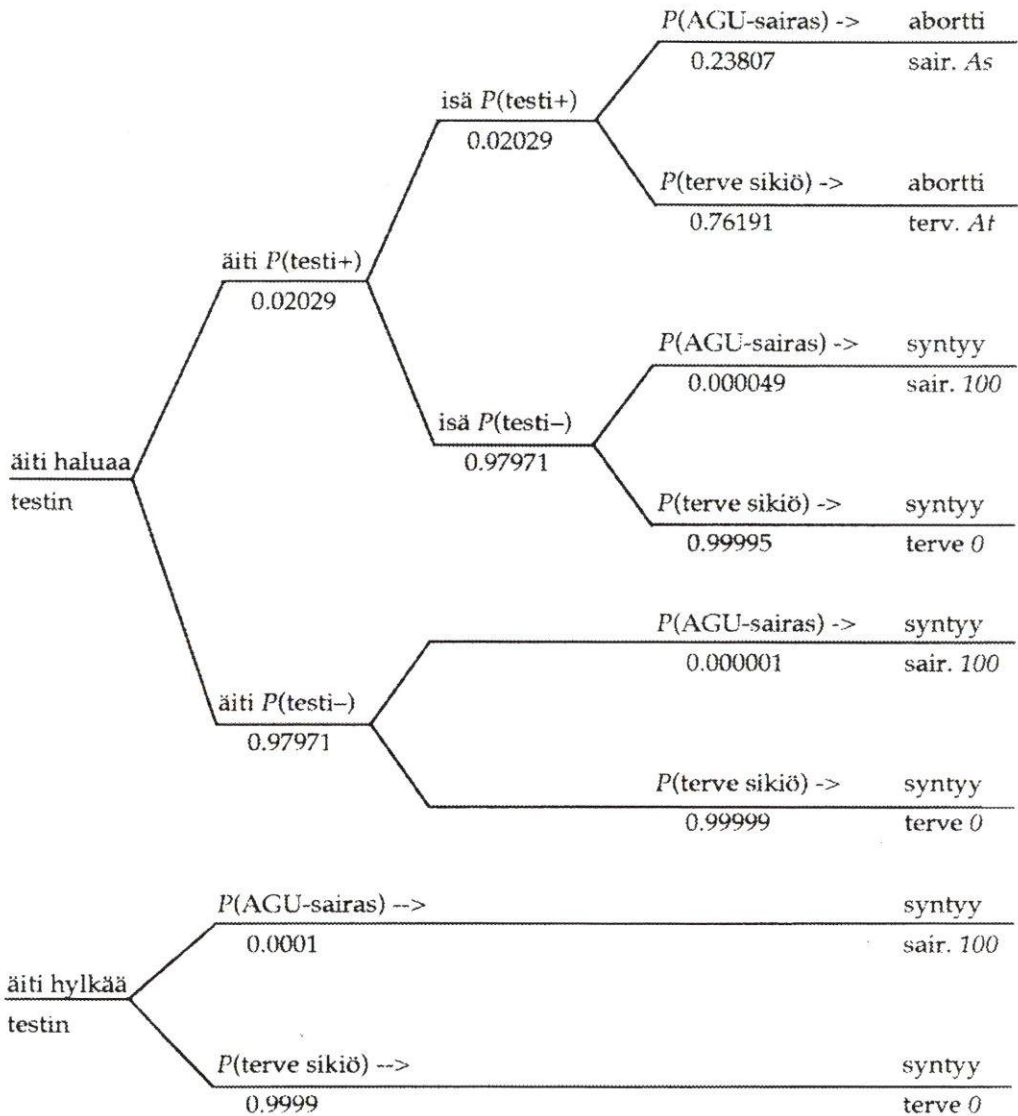 P(AGU-sairas) -> abortti
0.23807 sair. As
isä P(testi+)
0.02029
P(terve sikiö -> abortti
0.76191 terv. At
äiti P(testi+)
0.02029
P(AGU-sairas) -> syntyy
0.000049 sair. 100
isä P(testi–)
0.97971
äiti haluaa
testin
P(terve sikiö) -> syntyy
0.99995 terve 0
P(AGU-sairas) -> syntyy
0.000001 sair. 100
äiti P(testi–)
0.97971
P(terve sikiö) -> syntyy
0.99999 terve 0
P(AGU-sairas) --> syntyy
0.0001 sair. 100
äiti hylkää
testin
P(terve sikiö) --> syntyy
0.9999 terve 0